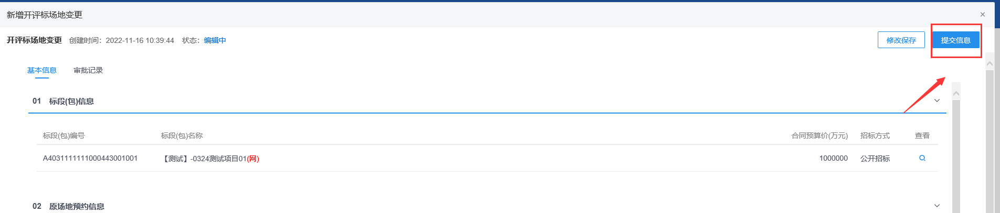 新增开评标场地变更
开评标场地变更 创建时间：2022-11-16 10:39:44 状态：编辑中 修改保存 提交信息
基本信息 审批记录
01 标段(包)信息
标段(包)编号 标段(包)名称 合同预算价(万元) 招标方式 查看
A4031111111000443001001 【测试】-0324测试项目01(网) 1000000 公开招标
02 原场地预约信息